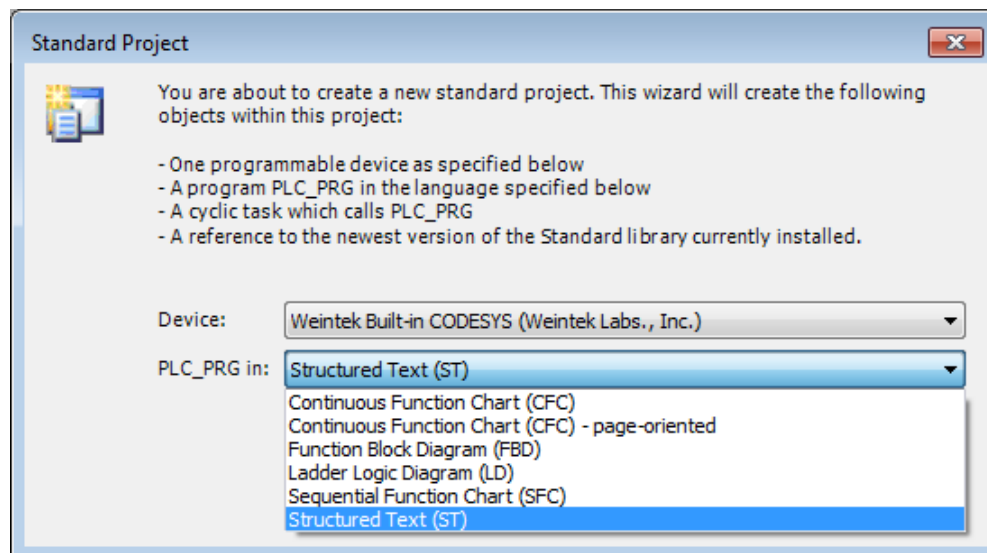 Standard Project
You are about to create a new standard project. This wizard will create the following
objects within this project:
- One programmable device as specified below
- A program PLC_PRG in the language specified below
- A cyclic task which calls PLC_PRG
- A reference to the newest version of the Standard library currently installed.
Device: Weintek Built-in CODESYS (Weintek Labs., Inc.)
PLC_PRG in: Structured Text (ST)
Continuous Function Chart (CFC)
Continuous Function Chart (CFC) - page-oriented
Function Block Diagram (FBD)
Ladder Logic Diagram (LD)
Sequential Function Chart (SFC)
Structured Text (ST)